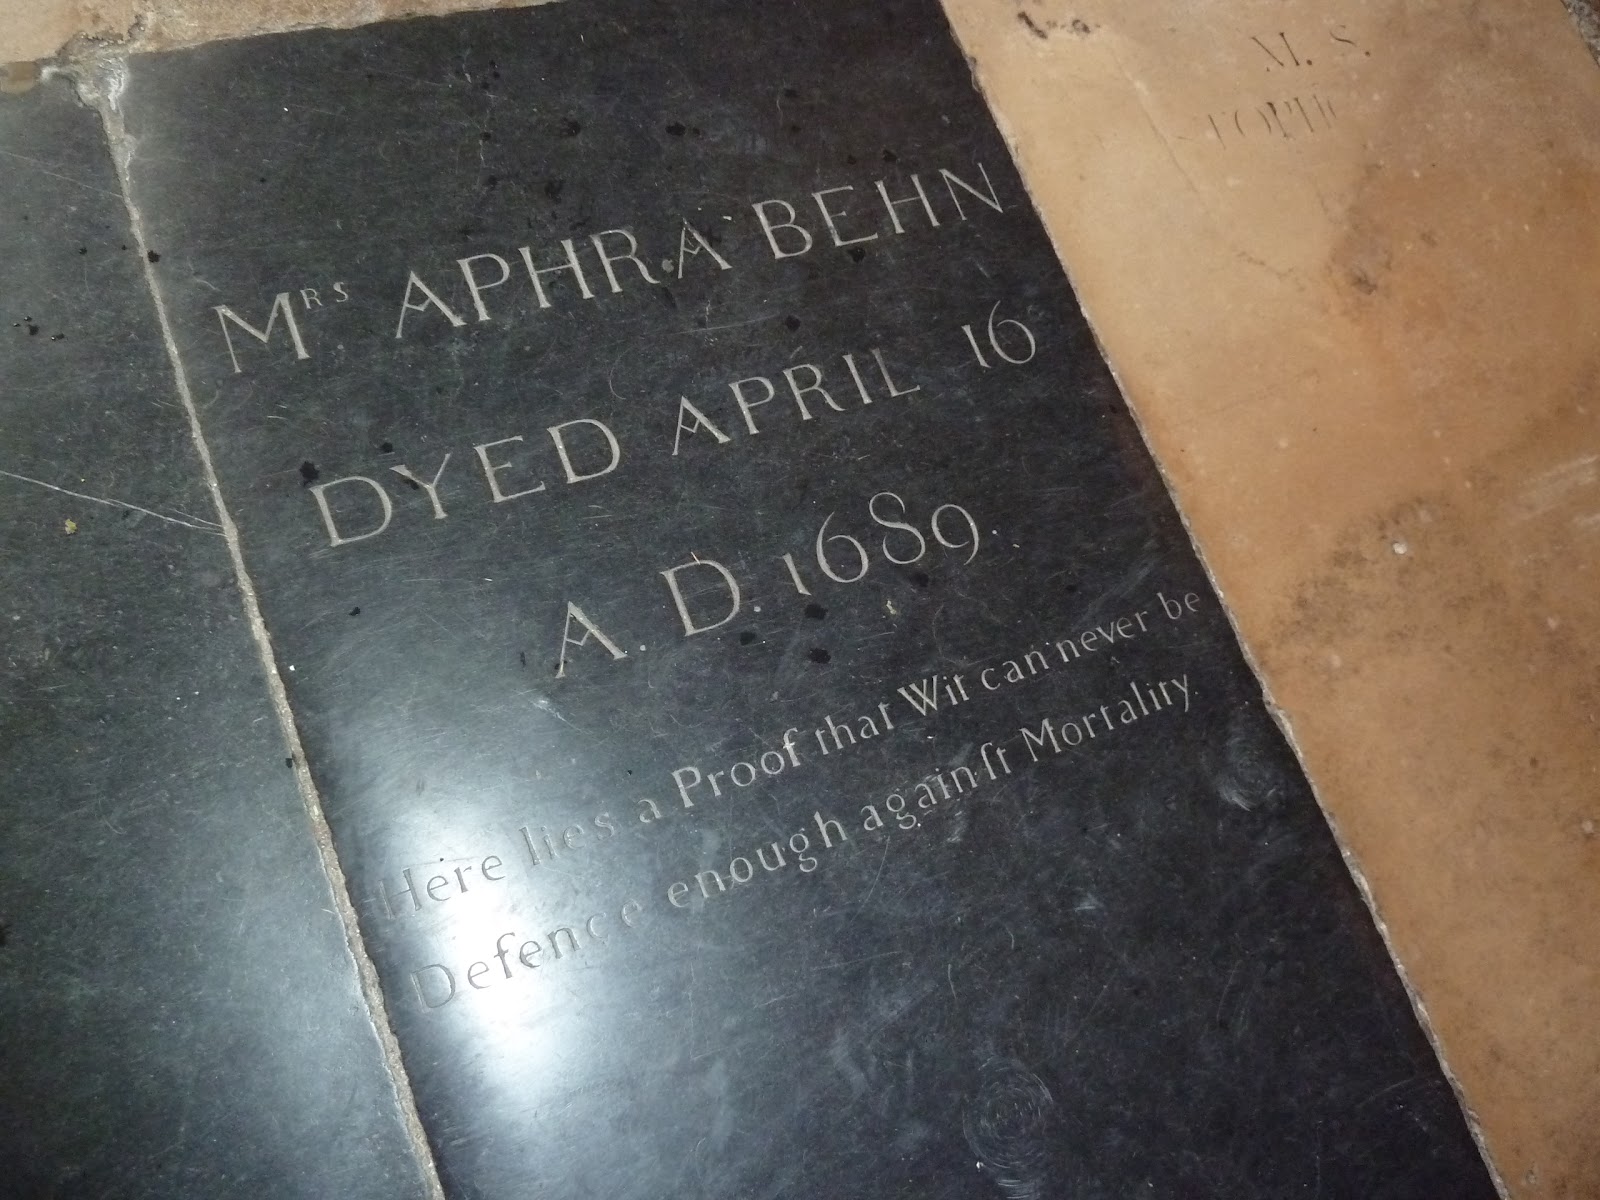 M. S.
MRS. APHRA BEHN
DYED APRIL 16
A. D. 1689.
Here lies a Proof that Wit can never be
Defence enough againſt Mortality.